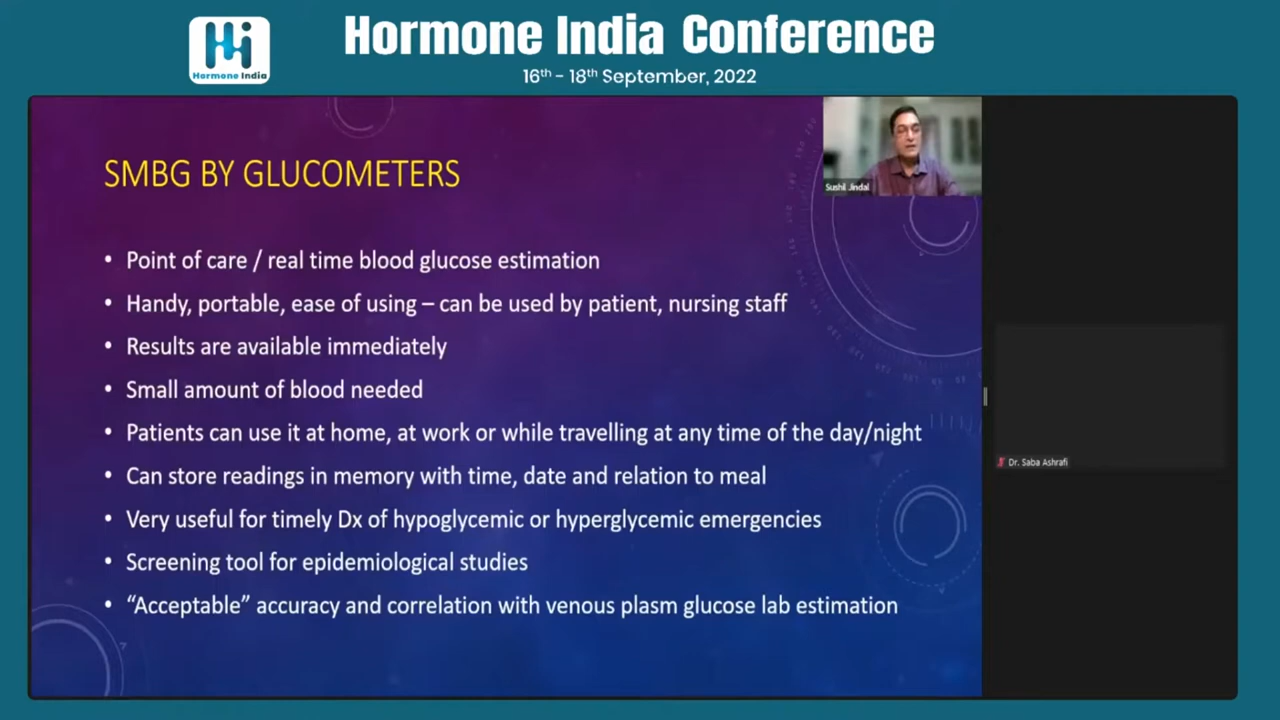 Hormone India
Hormone India Conference
16th - 18th September, 2022
Sushil Jindal
SMBG BY GLUCOMETERS
• Point of care / real time blood glucose estimation
• Handy, portable, ease of using – can be used by patient, nursing staff
• Results are available immediately
• Small amount of blood needed
• Patients can use it at home, at work or while travelling at any time of the day/night
• Can store readings in memory with time, date and relation to meal
• Very useful for timely Dx of hypoglycemic or hyperglycemic emergencies
• Screening tool for epidemiological studies
• “Acceptable” accuracy and correlation with venous plasm glucose lab estimation
Dr. Saba Ashrafi